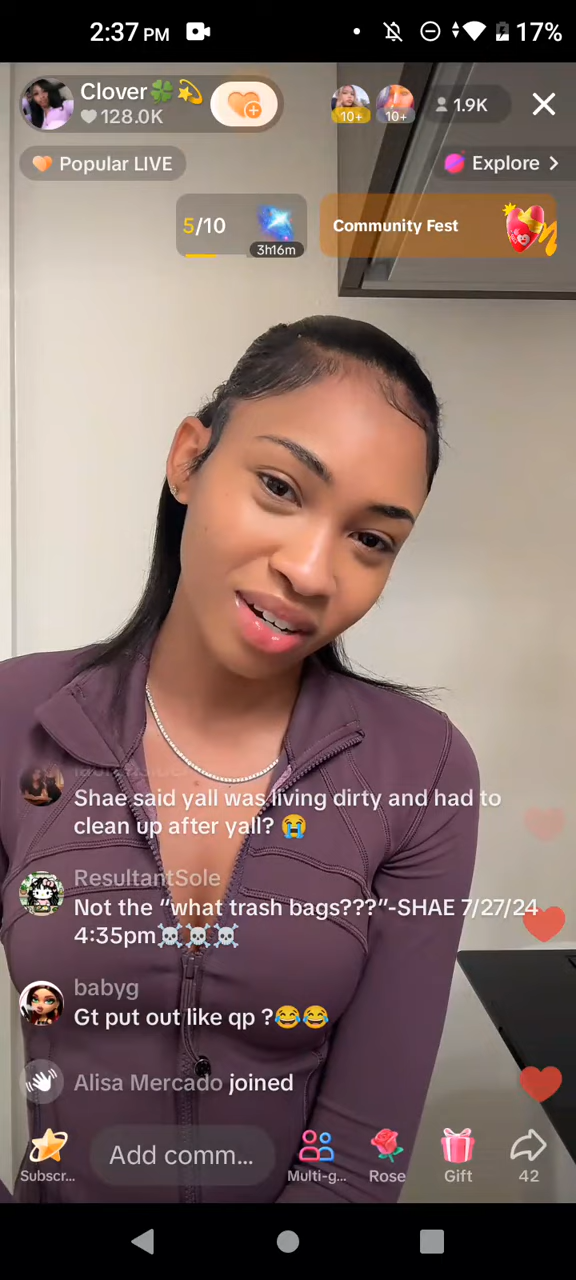 2:37 PM
17%
Clover🍀💫
128.0K
10+
10+
1.9K
Popular LIVE
Explore >
5/10
3h16m
Community Fest
Shae said yall was living dirty and had to
clean up after yall? 😭
ResultantSole
Not the “what trash bags???”-SHAE 7/27/24
4:35pm☠️☠️☠️
babyg
Gt put out like qp ?😂😂
Alisa Mercado joined
Add comm...
Subscr...
Multi-g...
Rose
Gift
42